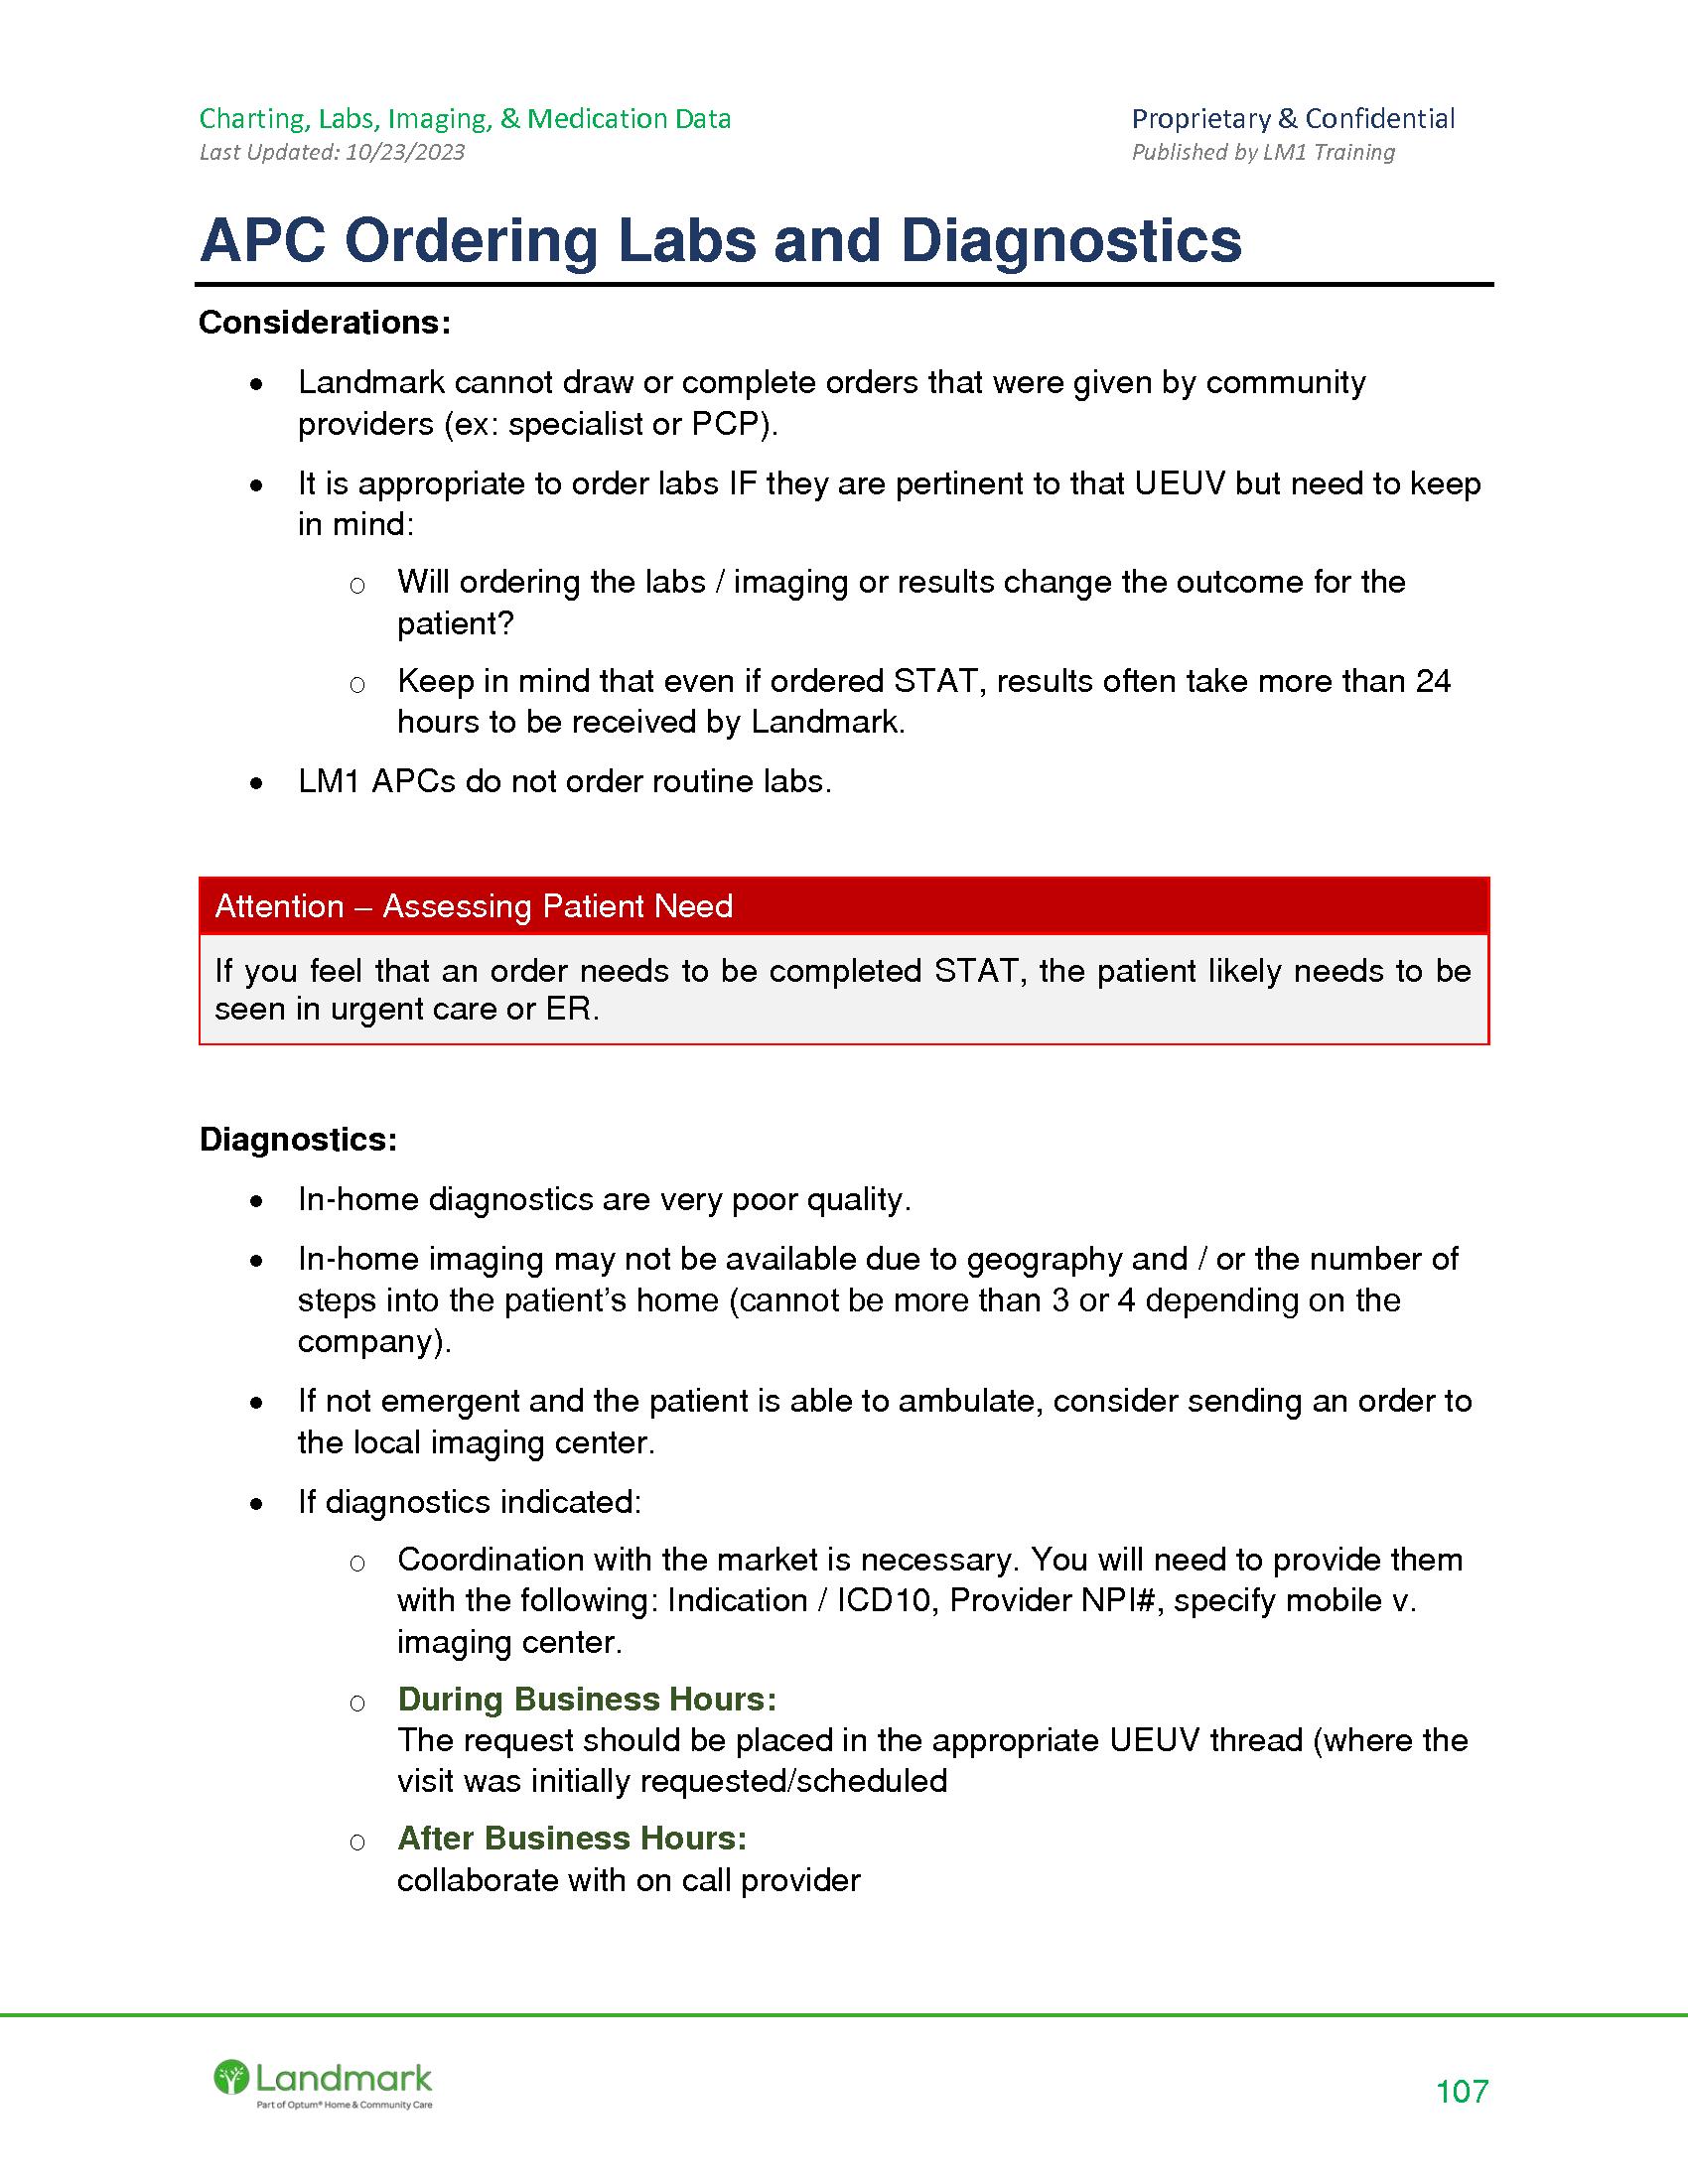 Charting, Labs, Imaging, & Medication Data
Proprietary & Confidential
Last Updated: 10/23/2023
Published by LM1 Training
APC Ordering Labs and Diagnostics
Considerations:
• Landmark cannot draw or complete orders that were given by community
providers (ex: specialist or PCP).
• It is appropriate to order labs IF they are pertinent to that UEUV but need to keep
in mind:
o Will ordering the labs / imaging or results change the outcome for the
patient?
o Keep in mind that even if ordered STAT, results often take more than 24
hours to be received by Landmark.
• LM1 APCs do not order routine labs.
Attention – Assessing Patient Need
If you feel that an order needs to be completed STAT, the patient likely needs to be
seen in urgent care or ER.
Diagnostics:
• In-home diagnostics are very poor quality.
• In-home imaging may not be available due to geography and / or the number of
steps into the patient’s home (cannot be more than 3 or 4 depending on the
company).
• If not emergent and the patient is able to ambulate, consider sending an order to
the local imaging center.
• If diagnostics indicated:
o Coordination with the market is necessary. You will need to provide them
with the following: Indication / ICD10, Provider NPI#, specify mobile v.
imaging center.
o During Business Hours:
The request should be placed in the appropriate UEUV thread (where the
visit was initially requested/scheduled
o After Business Hours:
collaborate with on call provider
Landmark
Part of Optum® Home & Community Care
107